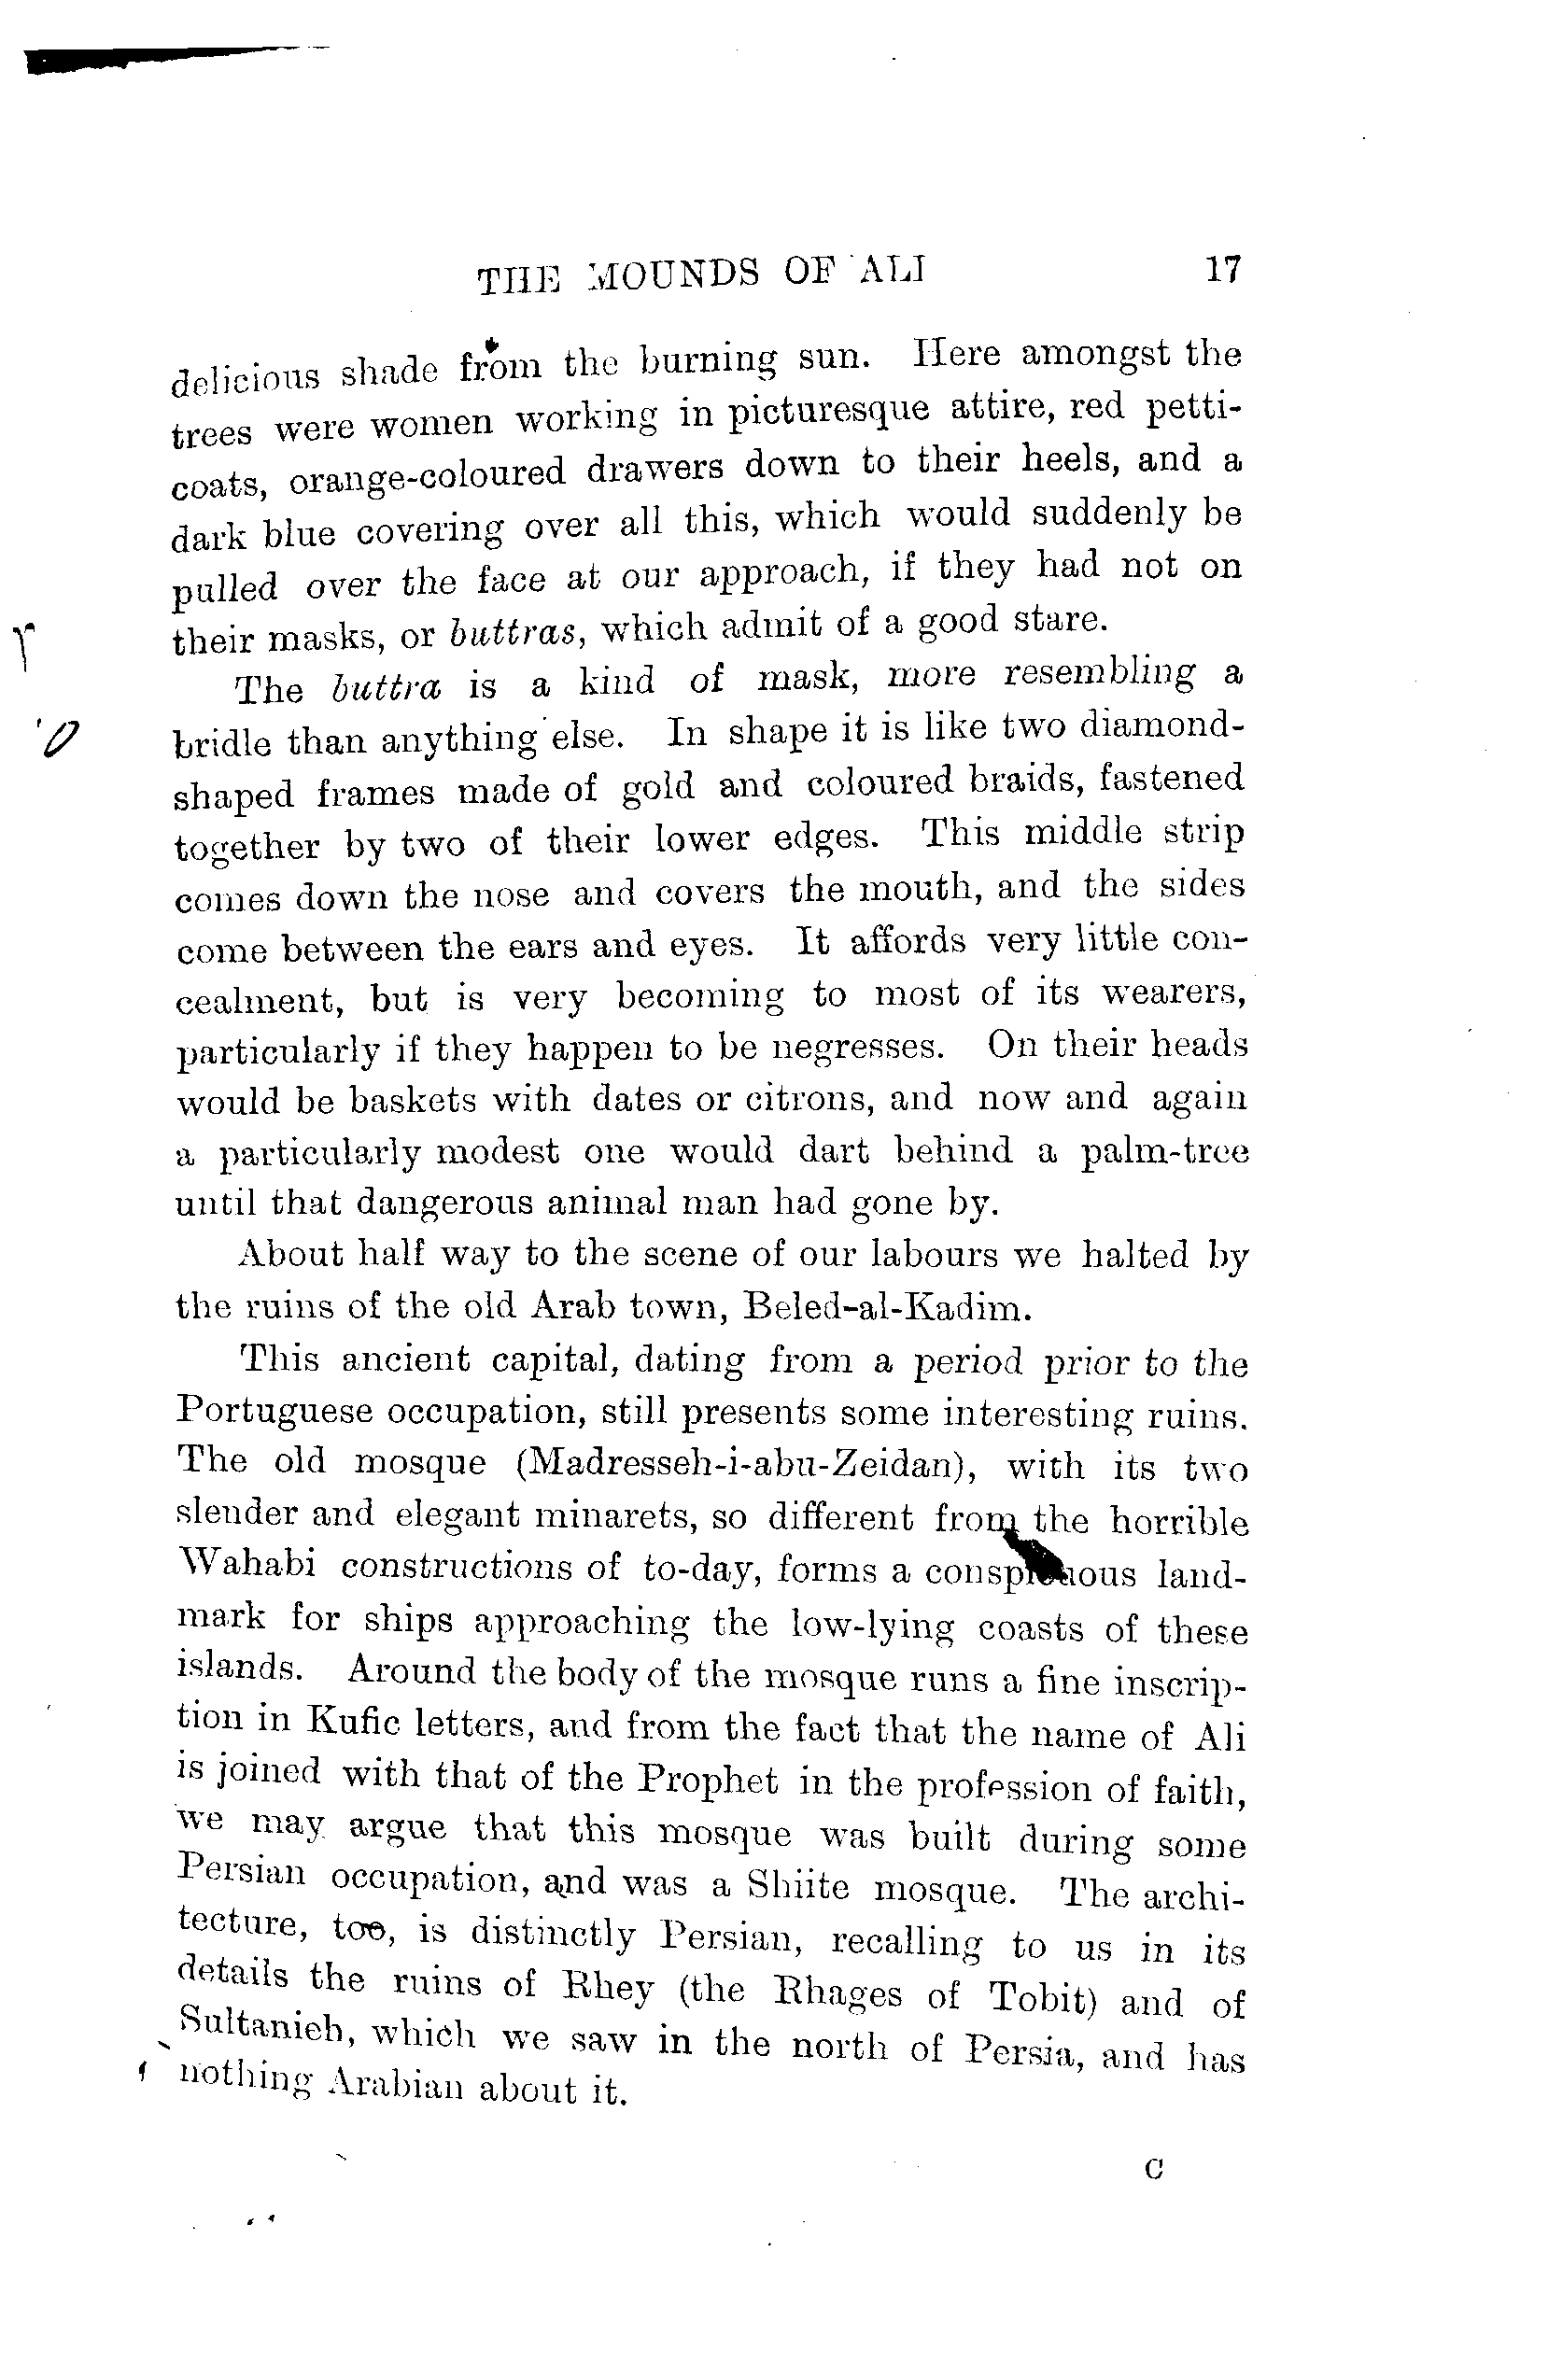 THE MOUNDS OF ALI 17
delicious shade from the burning sun. Here amongst the
trees were women working in picturesque attire, red petti-
coats, orange-coloured drawers down to their heels, and a
dark blue covering over all this, which would suddenly be
pulled over the face at our approach, if they had not on
their masks, or buttras, which admit of a good stare.
The buttra is a kind of mask, more resembling a
bridle than anything else. In shape it is like two diamond-
shaped frames made of gold and coloured braids, fastened
together by two of their lower edges. This middle strip
comes down the nose and covers the mouth, and the sides
come between the ears and eyes. It affords very little con-
cealment, but is very becoming to most of its wearers,
particularly if they happen to be negresses. On their heads
would be baskets with dates or citrons, and now and again
a particularly modest one would dart behind a palm-tree
until that dangerous animal man had gone by.
About half way to the scene of our labours we halted by
the ruins of the old Arab town, Beled-al-Kadim.
This ancient capital, dating from a period prior to the
Portuguese occupation, still presents some interesting ruins.
The old mosque (Madresseh-i-abu-Zeidan), with its two
slender and elegant minarets, so different from the horrible
Wahabi constructions of to-day, forms a conspicuous land-
mark for ships approaching the low-lying coasts of these
islands. Around the body of the mosque runs a fine inscrip-
tion in Kufic letters, and from the fact that the name of Ali
is joined with that of the Prophet in the profession of faith,
we may argue that this mosque was built during some
Persian occupation, and was a Shiite mosque. The archi-
tecture, too, is distinctly Persian, recalling to us in its
details the ruins of Rhey (the Rhages of Tobit) and of
Sultanieh, which we saw in the north of Persia, and has
nothing Arabian about it.
C